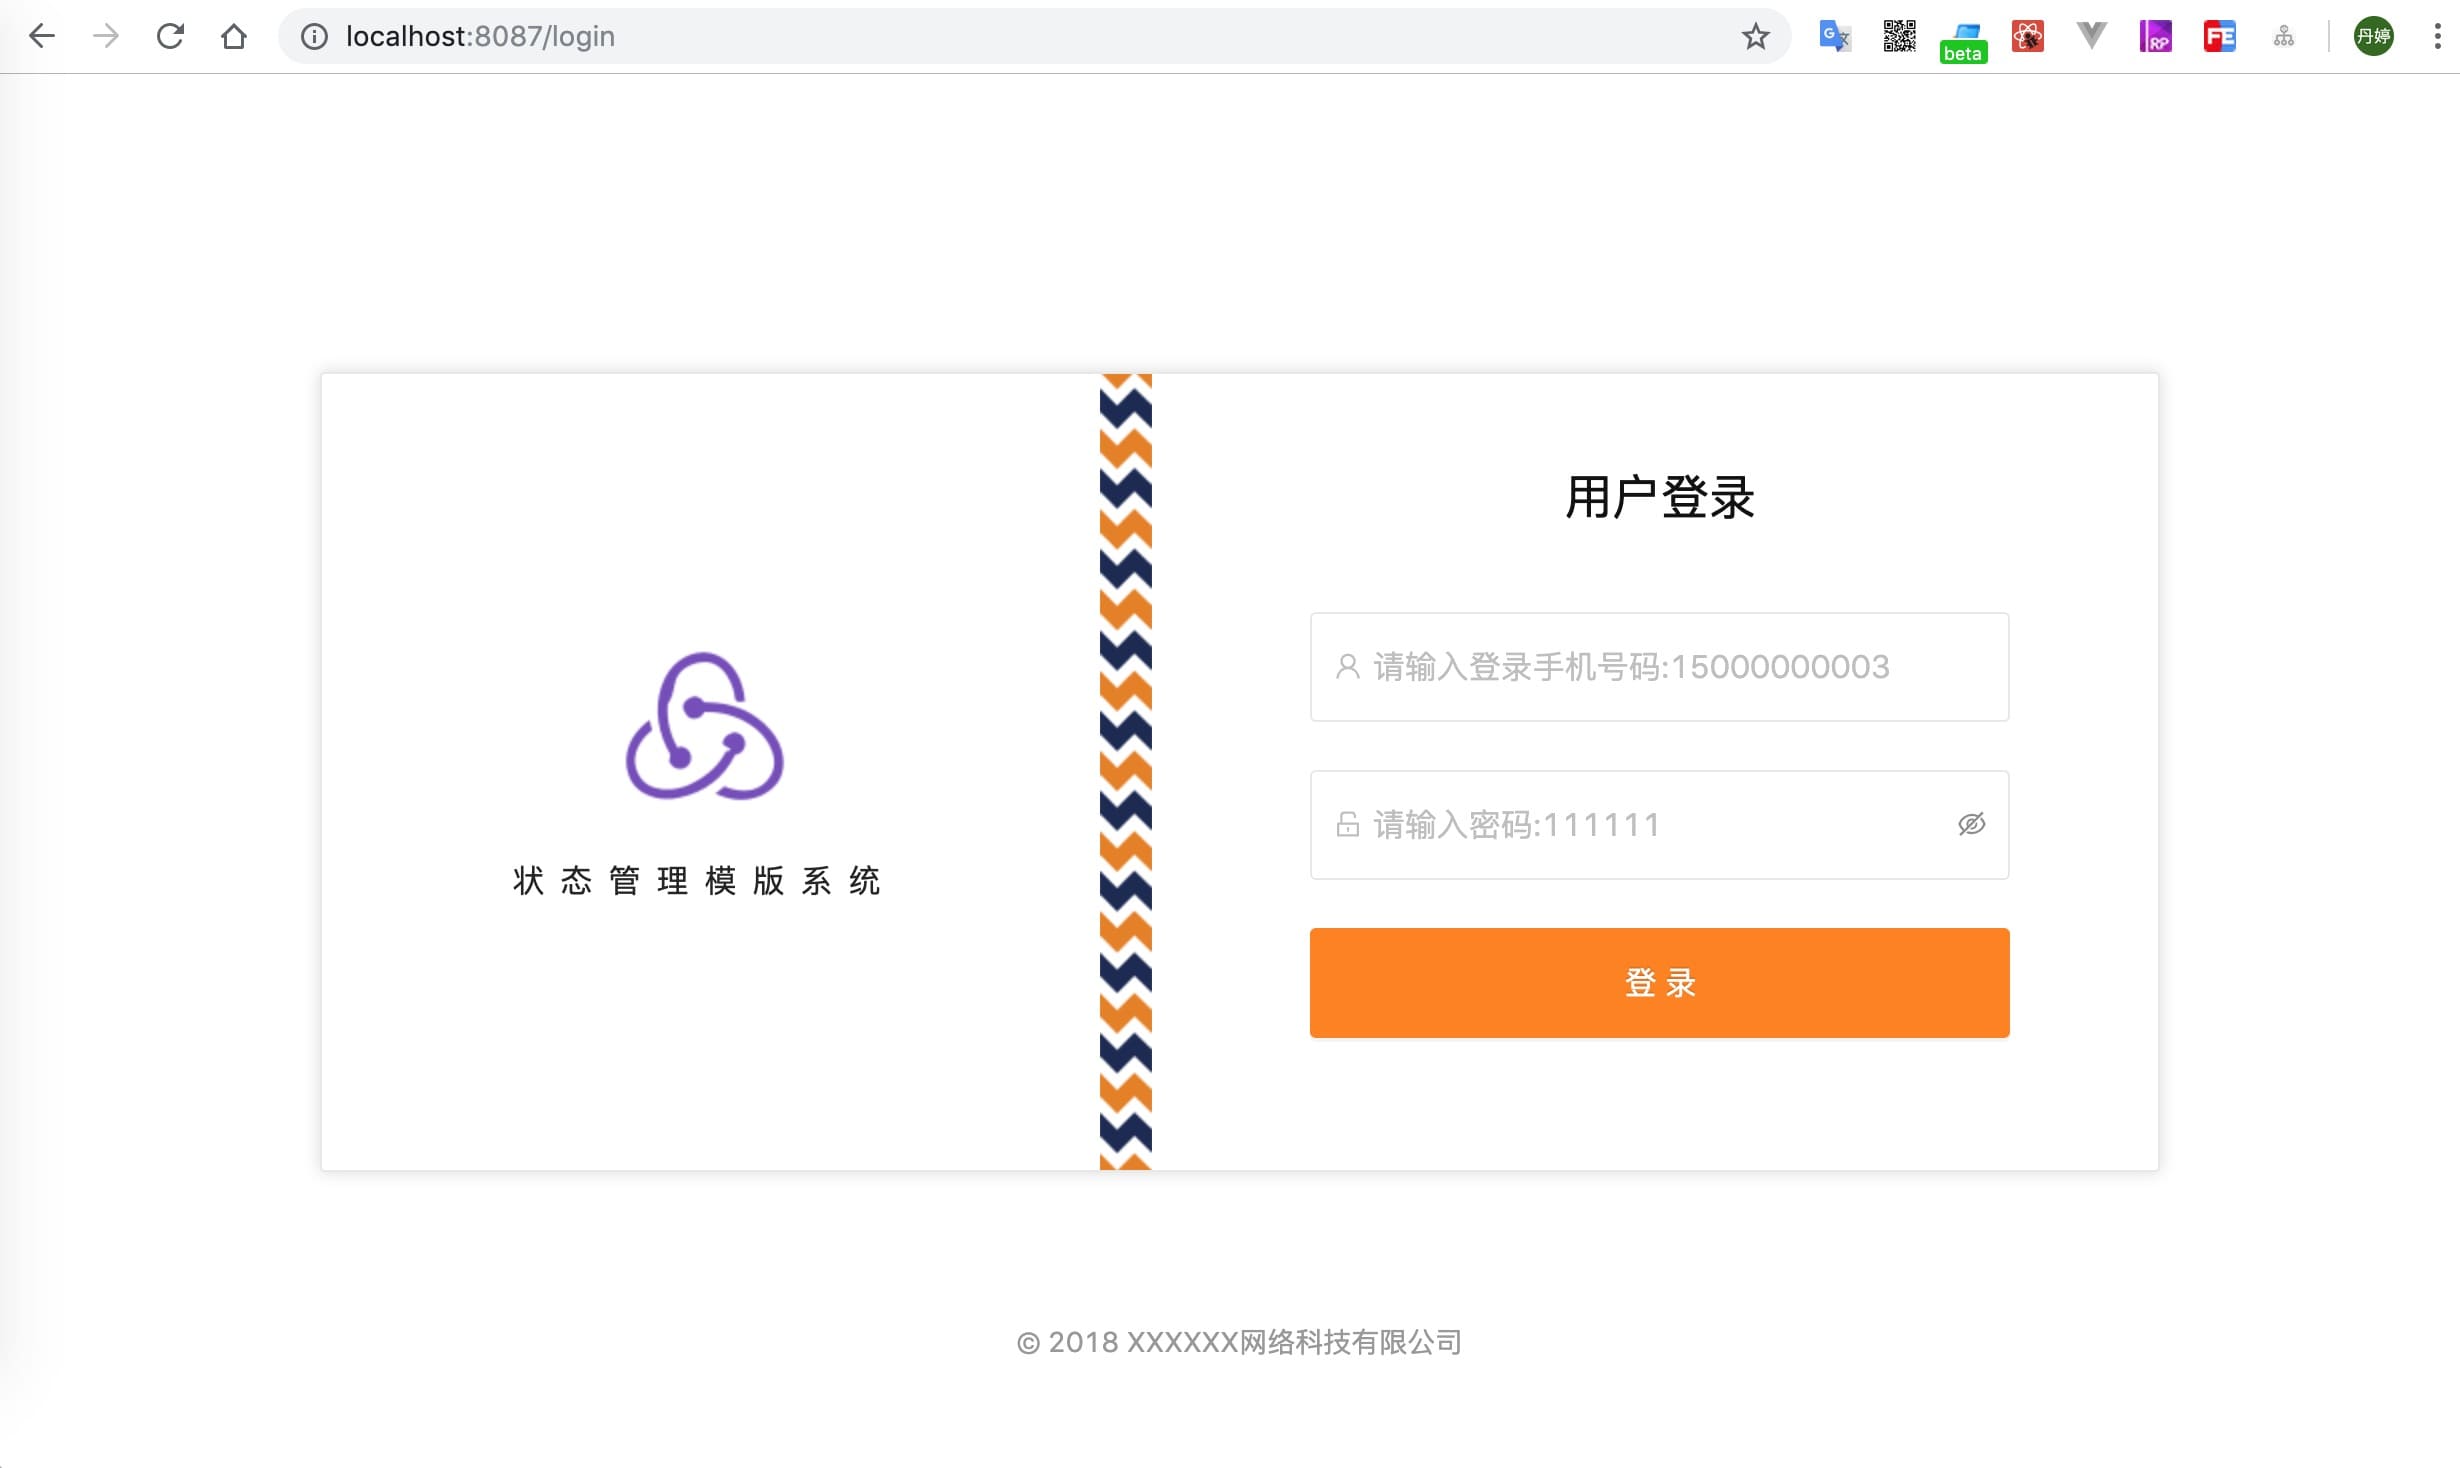 localhost:8087/login
beta
RP
FE
丹婷
用户登录
请输入登录手机号码:15000000003
请输入密码:111111
登 录
状态管理模版系统
© 2018 XXXXXX网络科技有限公司